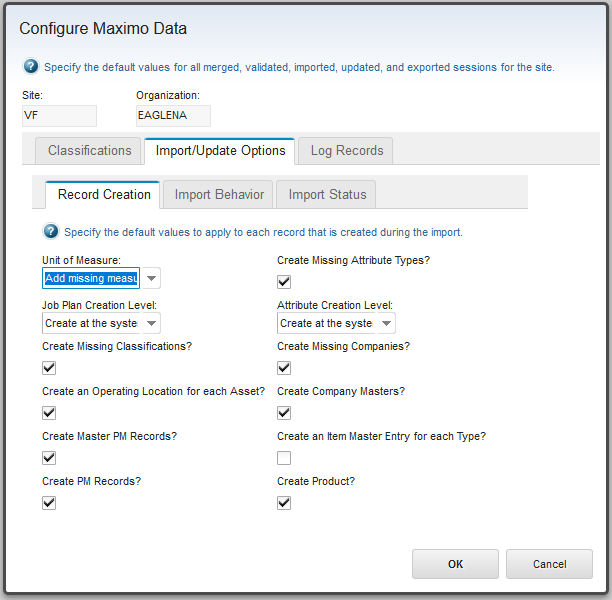 Configure Maximo Data
Specify the default values for all merged, validated, imported, updated, and exported sessions for the site.
Site: Organization:
VF EAGLENA
Classifications Import/Update Options Log Records
Record Creation Import Behavior Import Status
Specify the default values to apply to each record that is created during the import.
Unit of Measure: Create Missing Attribute Types?
Add missing measu
Job Plan Creation Level: Attribute Creation Level:
Create at the syste Create at the syste
Create Missing Classifications? Create Missing Companies?
Create an Operating Location for each Asset? Create Company Masters?
Create Master PM Records? Create an Item Master Entry for each Type?
Create PM Records? Create Product?
OK Cancel